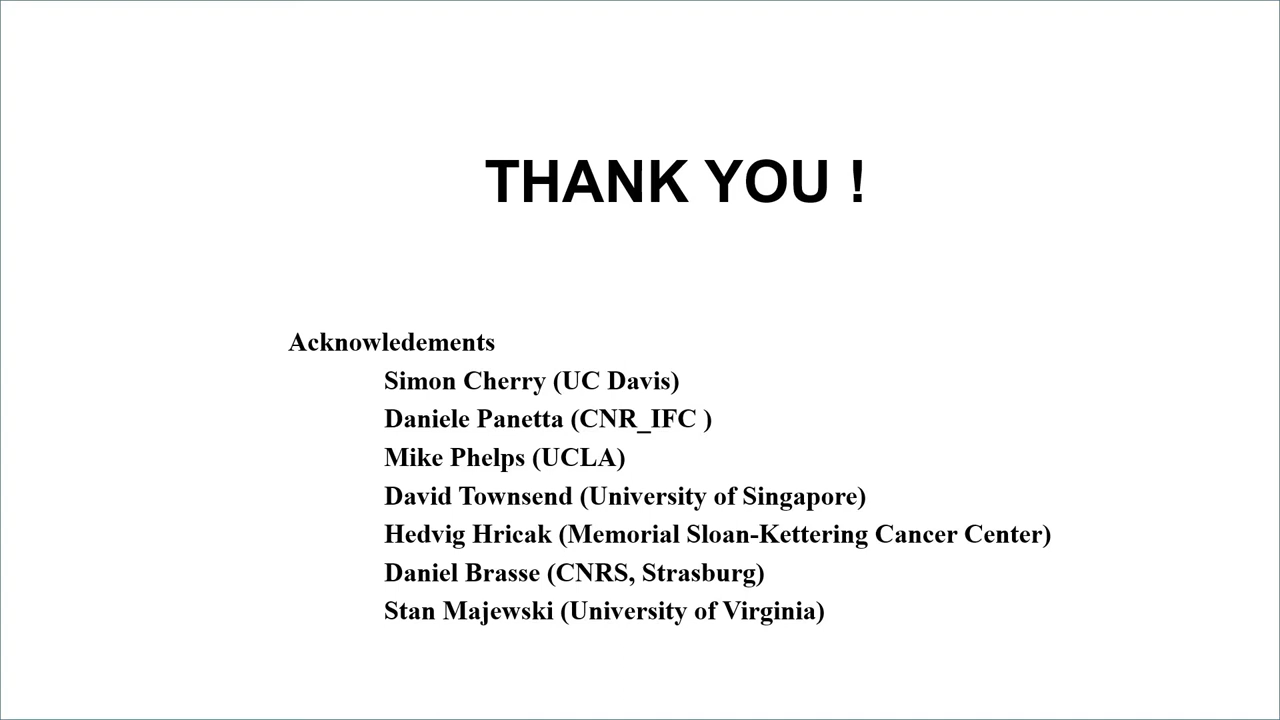 THANK YOU !
Acknowledements
Simon Cherry (UC Davis)
Daniele Panetta (CNR_IFC )
Mike Phelps (UCLA)
David Townsend (University of Singapore)
Hedvig Hricak (Memorial Sloan-Kettering Cancer Center)
Daniel Brasse (CNRS, Strasburg)
Stan Majewski (University of Virginia)